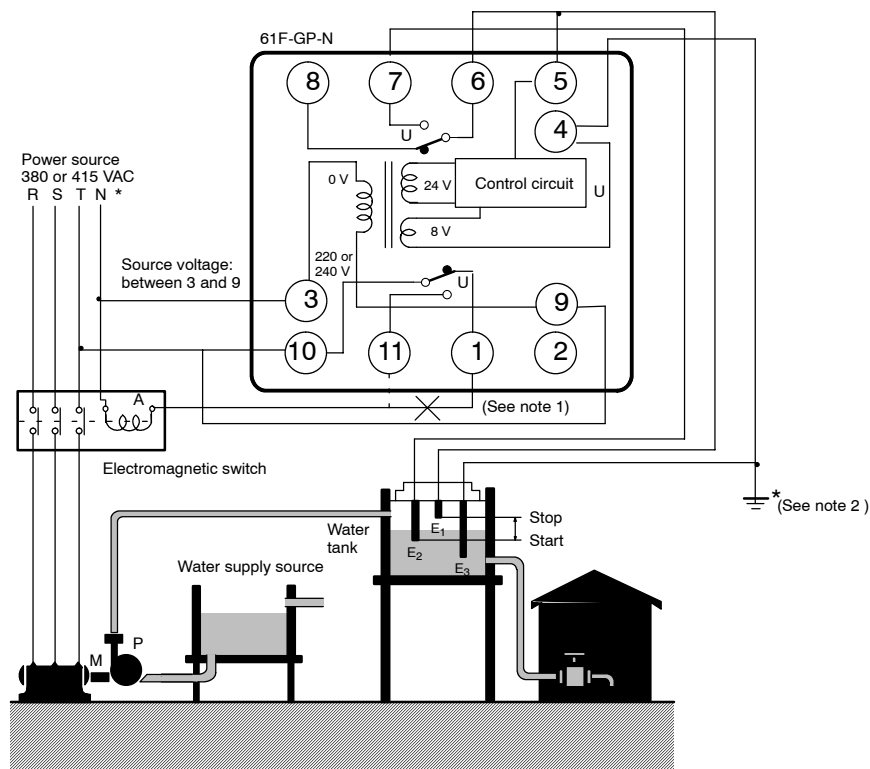 61F-GP-N
8
7
6
5
4
U
Power source
380 or 415 VAC
R S T N *
0 V
24 V
Control circuit
U
8 V
Source voltage:
between 3 and 9
220 or
240 V
U
3
9
10
11
1
2
A
(See note 1)
Electromagnetic switch
*
(See note 2 )
Water
tank
E1
E2
E3
Stop
Start
Water supply source
M
P